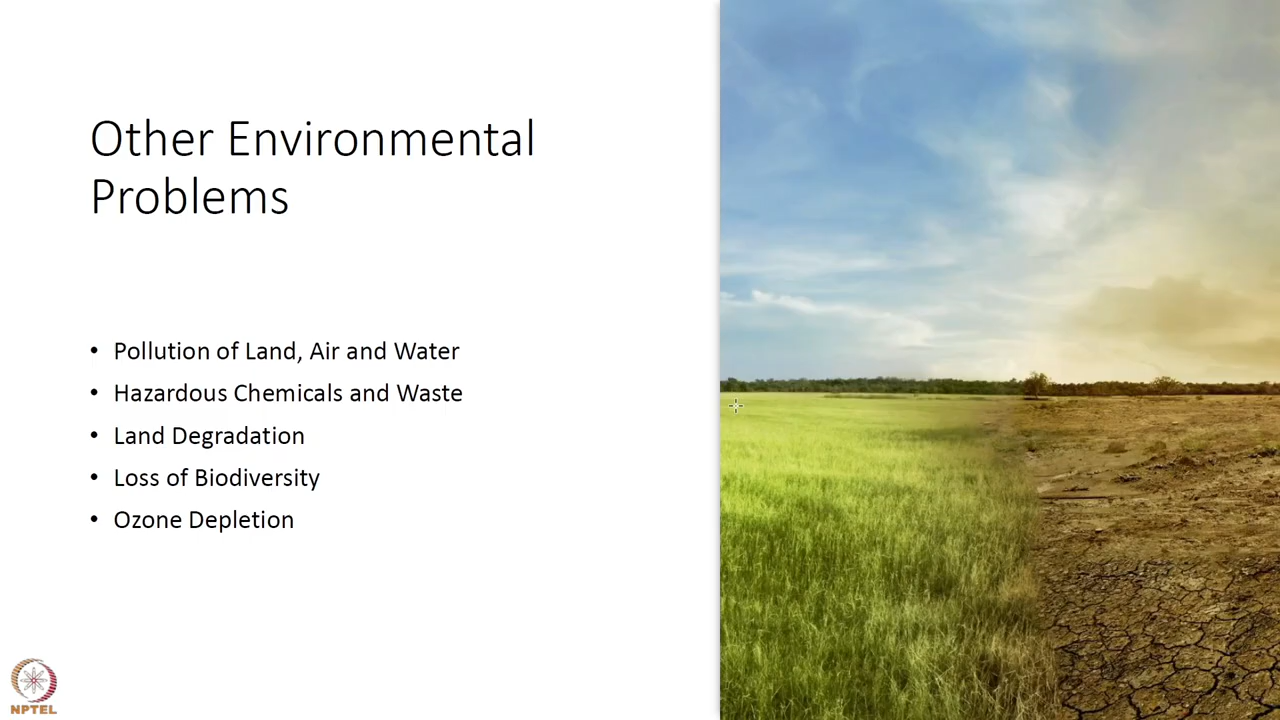 Other Environmental
Problems
• Pollution of Land, Air and Water
• Hazardous Chemicals and Waste
• Land Degradation
• Loss of Biodiversity
• Ozone Depletion
NPTEL